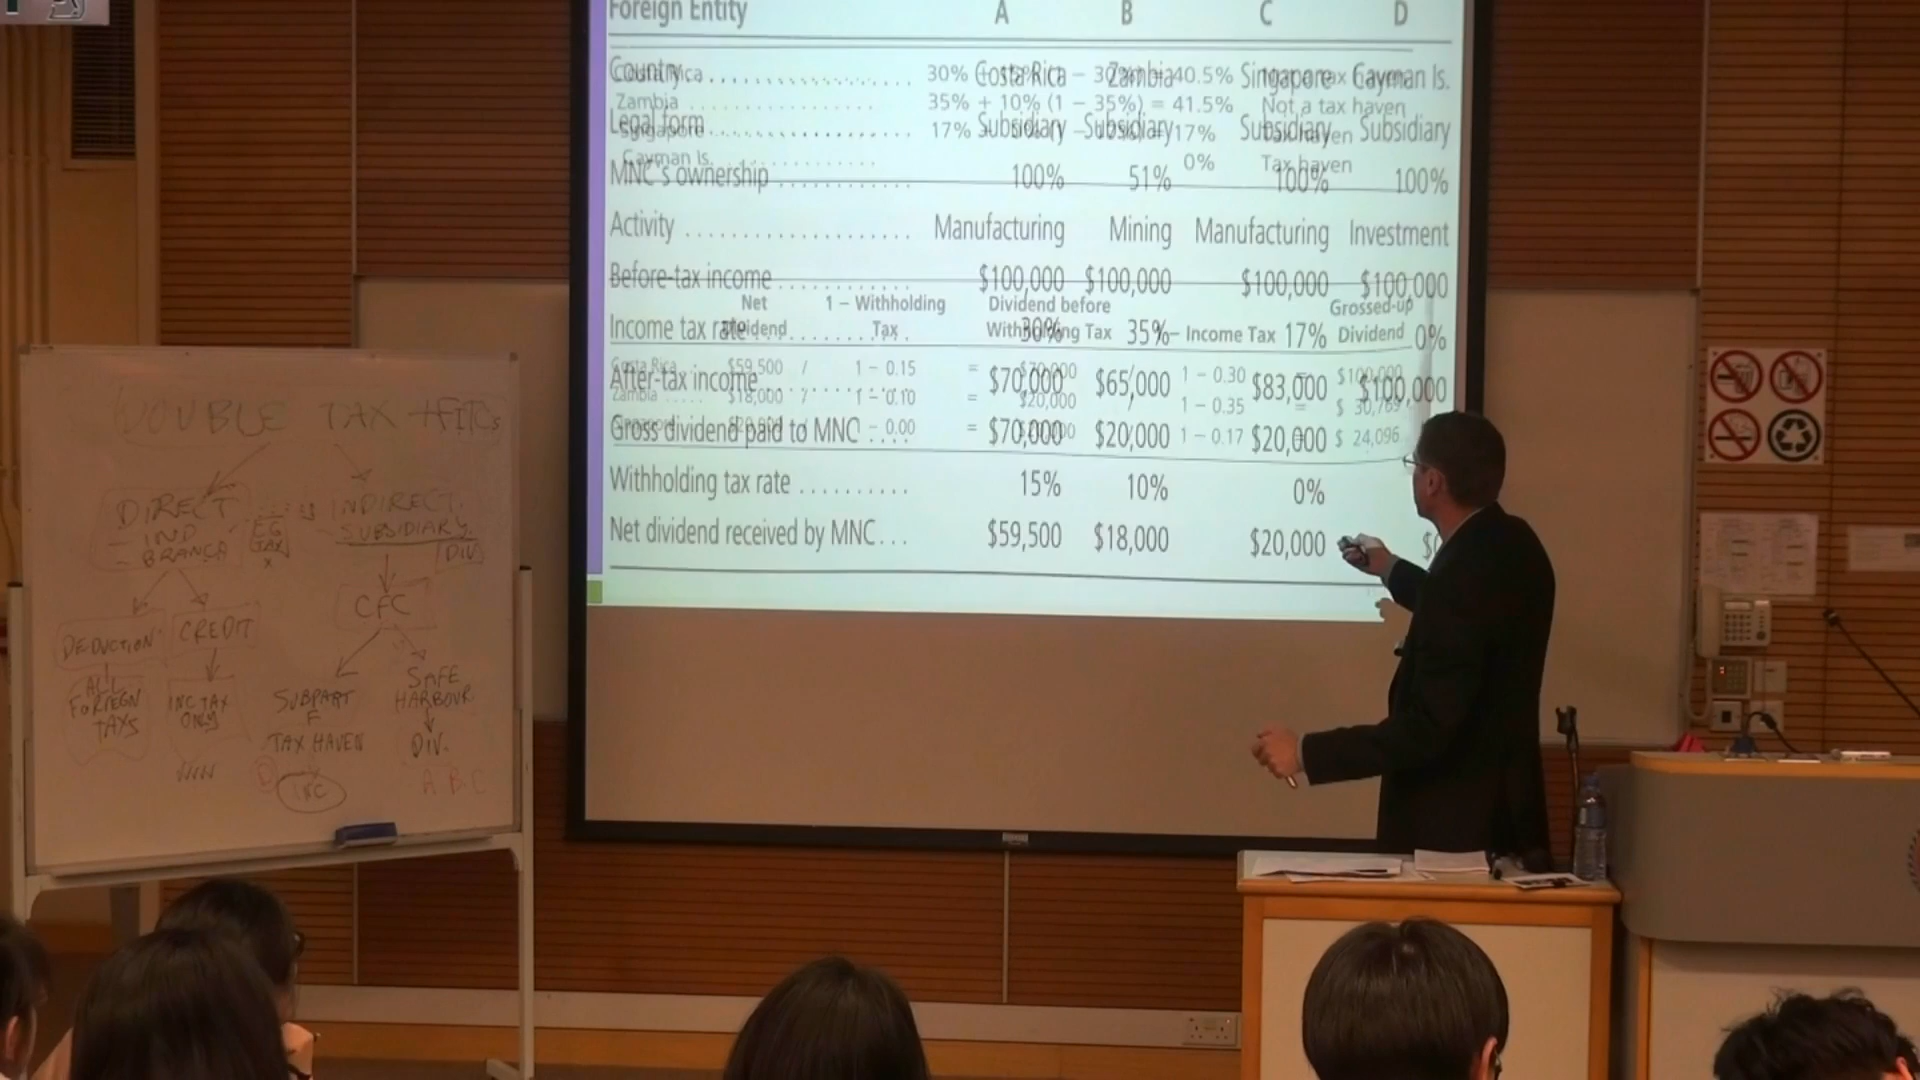 Foreign Entity A B C D
Country Costa Rica Zambia Singapore Cayman Is.
Legal form Subsidiary Subsidiary Subsidiary Subsidiary
MNC's ownership 100% 51% 100% 100%
Activity Manufacturing Mining Manufacturing Investment
Before-tax income $100,000 $100,000 $100,000 $100,000
Income tax rate 30% 35% 17% 0%
After-tax income $70,000 $65,000 $83,000 $100,000
Gross dividend paid to MNC $70,000 $20,000 $20,000
Withholding tax rate 15% 10% 0%
Net dividend received by MNC $59,500 $18,000 $20,000
Zambia 35% + 10% (1 – 35%) = 41.5% Not a tax haven
Singapore 17% 17%
Cayman Is. 0% Tax haven
Net 1 – Withholding Dividend before Grossed-up
Tax Withholding Tax – Income Tax Dividend
Costa Rica $59,500 / 1 – 0.15 = 1 – 0.30 $100,000
Zambia $18,000 / 1 – 0.10 = $20,000 / 1 – 0.35 $ 30,769
– 0.00 = 1 – 0.17 = $ 24,096
DOUBLE TAX → FITCs
DIRECT
IND
– BRANCH
INDIRECT
SUBSIDIARY
TAX
X
DIV
CFC
DEDUCTION
CREDIT
ALL
FOREIGN
TAXS
INC TAX
ONLY
SUBPART
F
TAX HAVEN
D
SAFE
HARBOUR
DIV.
A B C